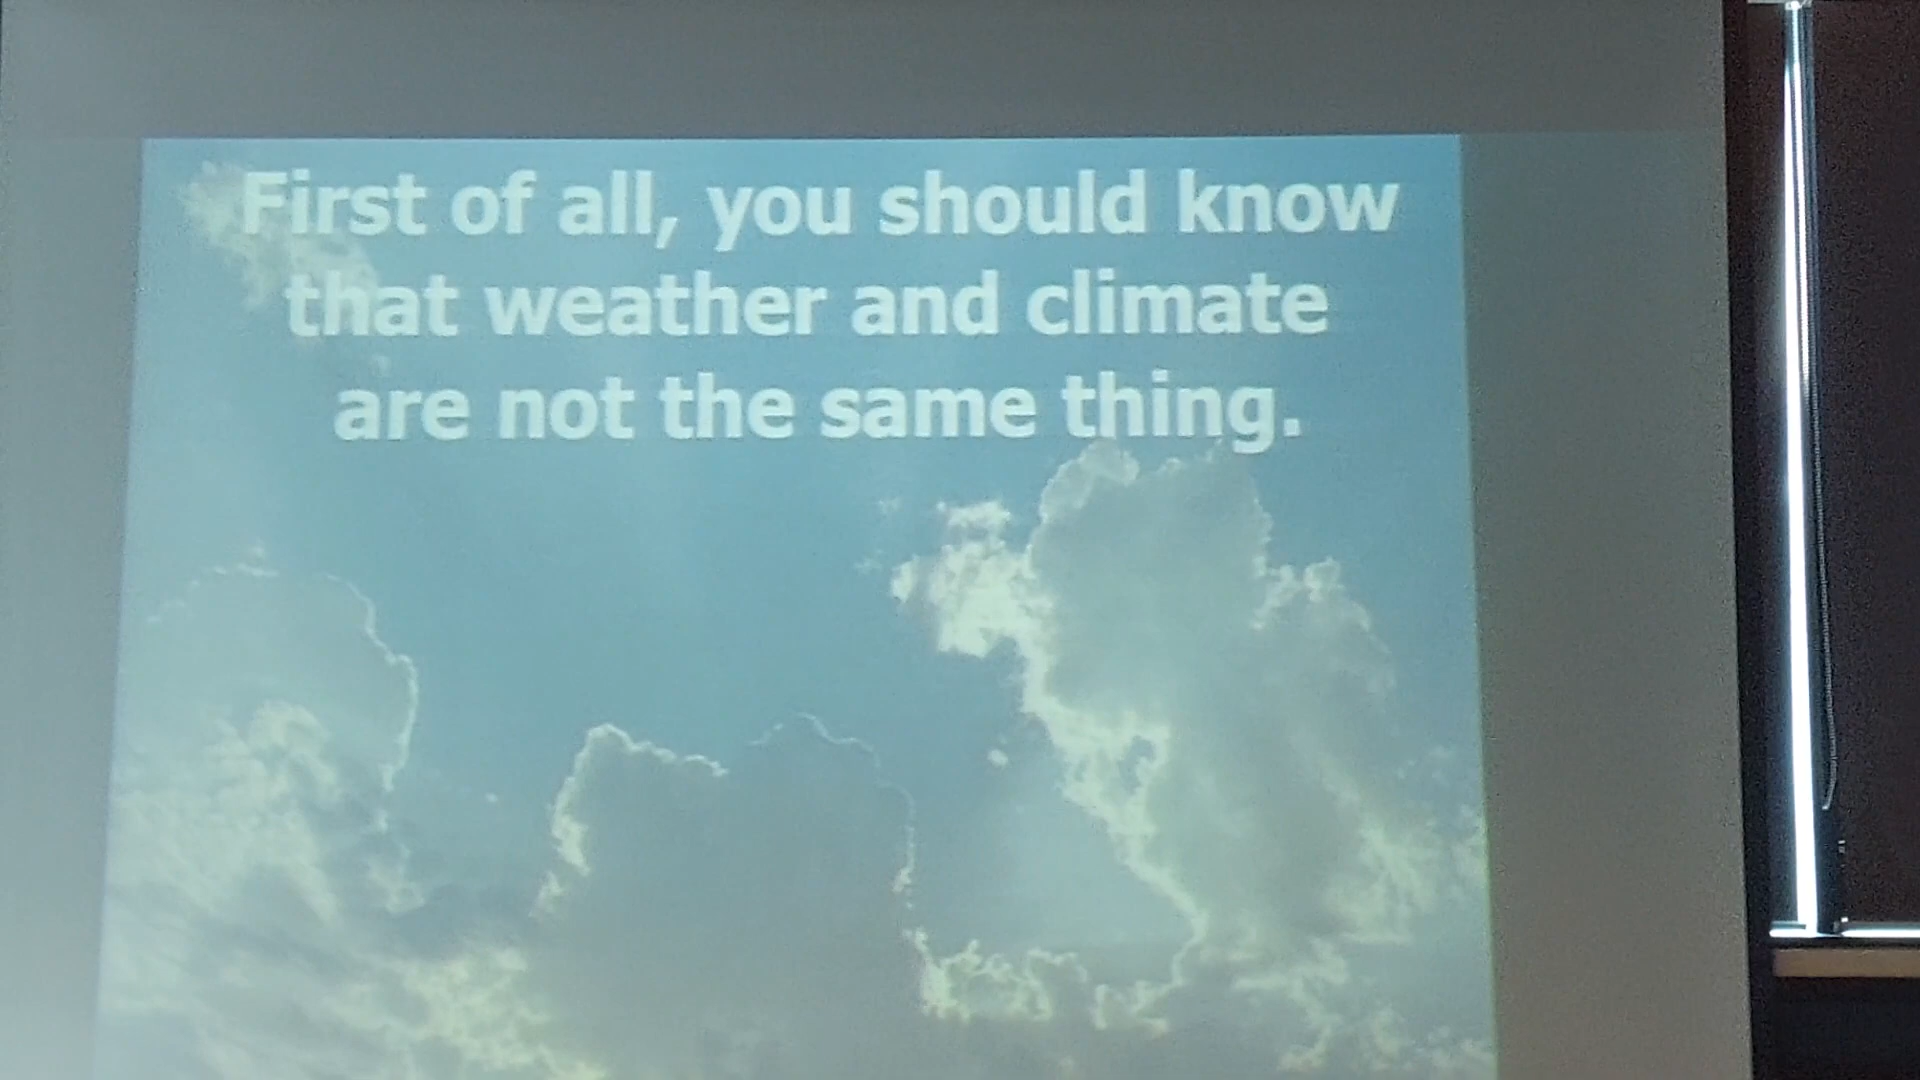 First of all, you should know
that weather and climate
are not the same thing.